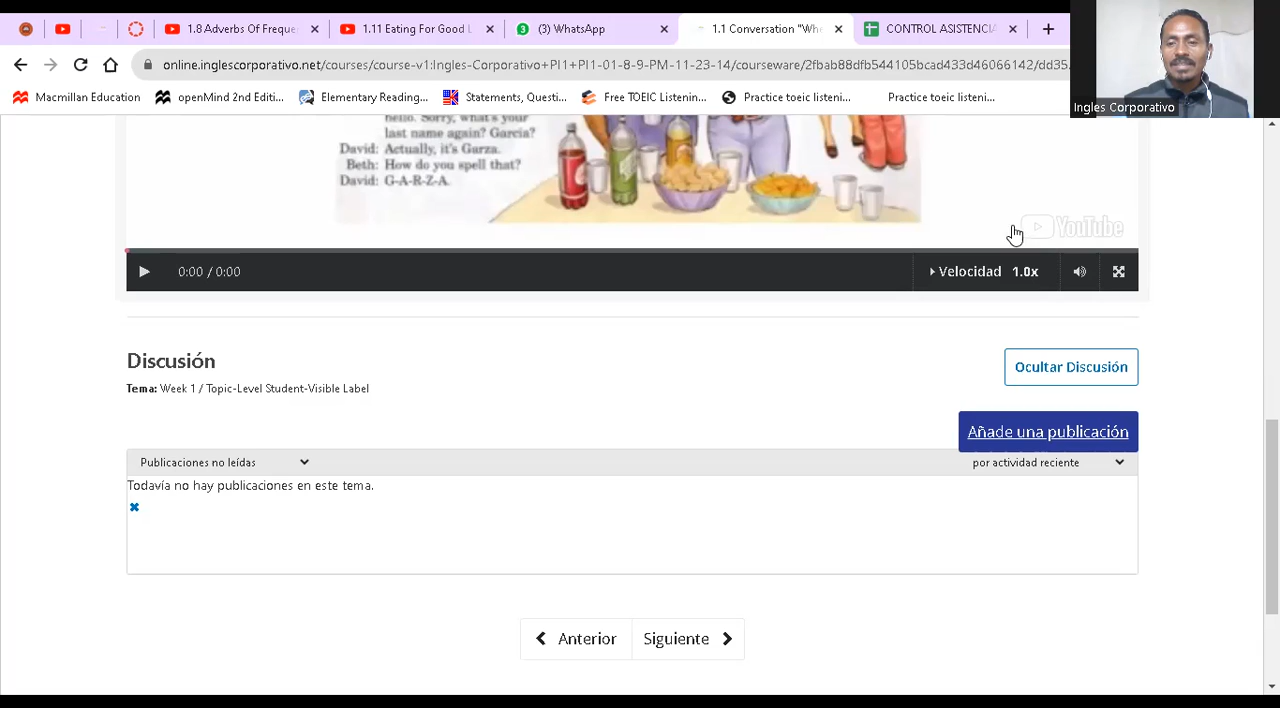 1.8 Adverbs Of Freque
1.11 Eating For Good L
3
(3) WhatsApp
1.1 Conversation "Wha
CONTROL ASISTENCIA
online.inglescorporativo.net/courses/course-v1:Ingles-Corporativo+PI1+PI1-01-8-9-PM-11-23-14/courseware/2fbab88dfb544105bcad433d46066142/dd35
Ingles Corporativo
Macmillan Education
openMind 2nd Editi...
Elementary Reading...
Statements, Questi...
Free TOEIC Listenin...
Practice toeic listeni...
Practice toeic listeni...
hello. Sorry, what's your
last name again? Garcia?
David: Actually, it's Garza.
Beth: How do you spell that?
David: G-A-R-Z-A.
YouTube
0:00 / 0:00
Velocidad 1.0x
Discusión
Ocultar Discusión
Tema: Week 1 / Topic-Level Student-Visible Label
Añade una publicación
Publicaciones no leídas
por actividad reciente
Todavía no hay publicaciones en este tema.
Anterior
Siguiente